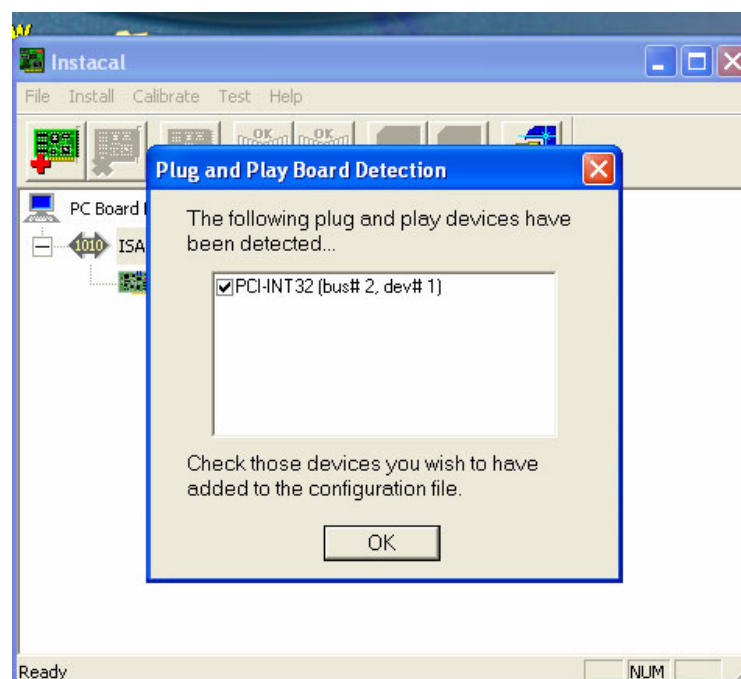 Instacal
File Install Calibrate Test Help
OK OK
Plug and Play Board Detection
PC Board
1010 ISA
The following plug and play devices have
been detected...
PCI-INT32 (bus# 2, dev# 1)
Check those devices you wish to have
added to the configuration file.
OK
Ready NUM